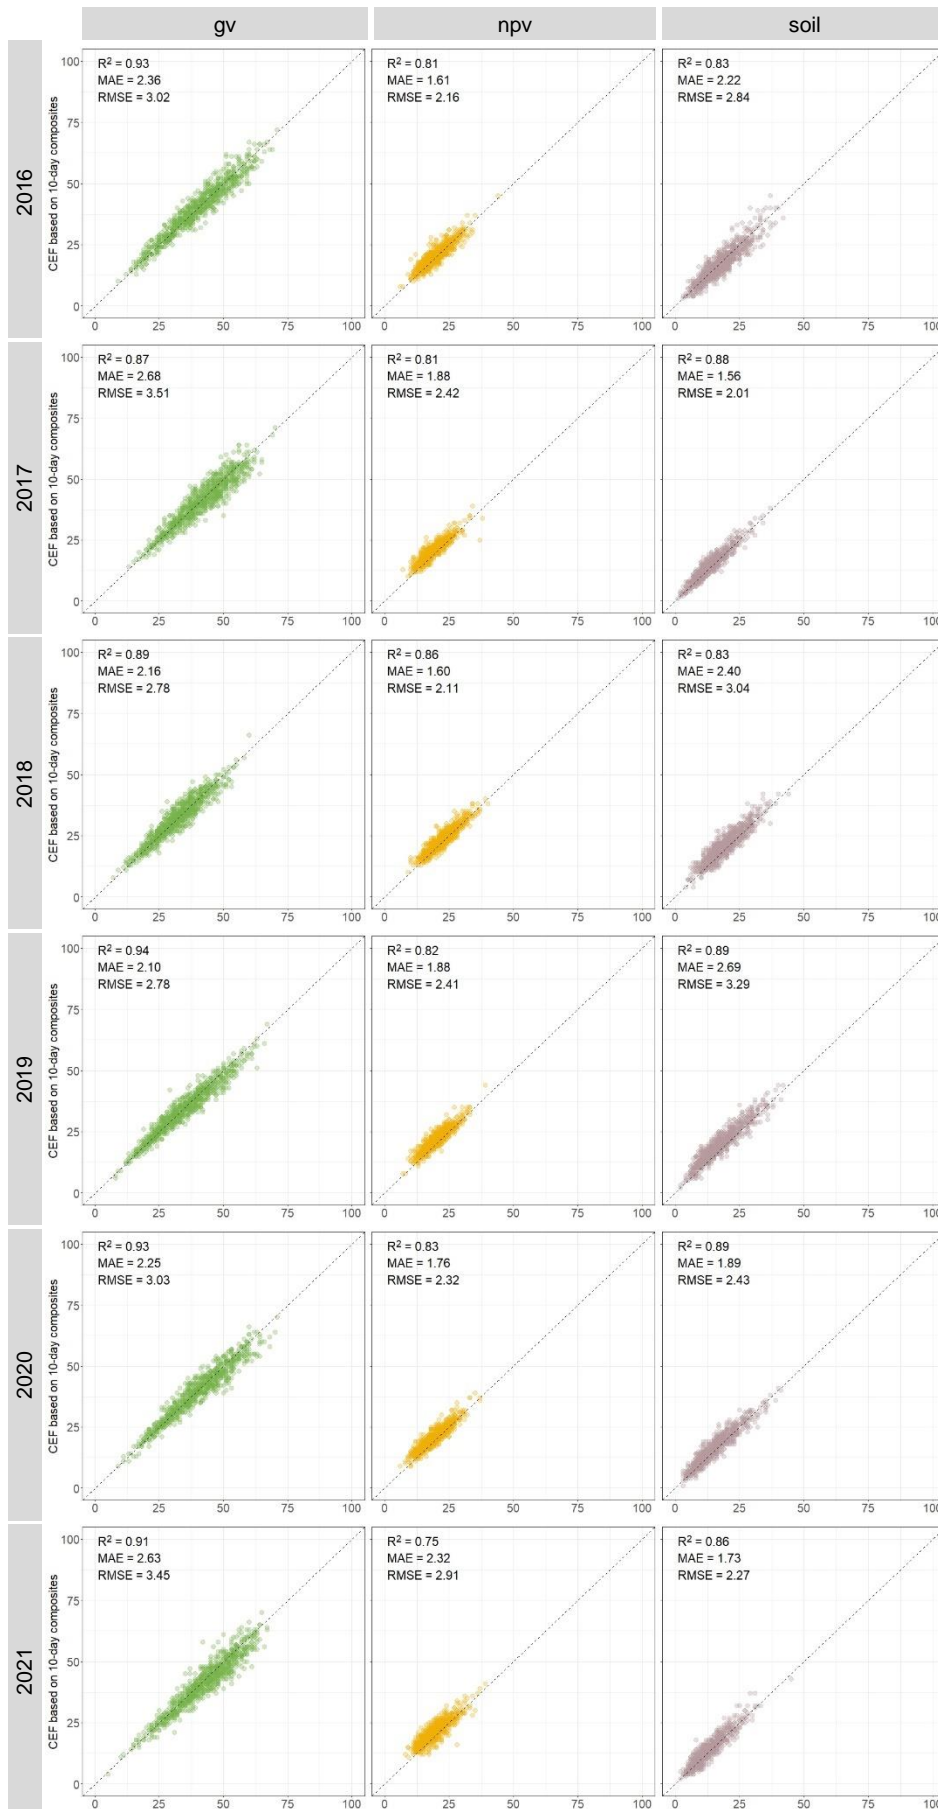 gv npv soil
2016
CEF based on 10-day composites
100
75
50
25
0
R² = 0.93
MAE = 2.36
RMSE = 3.02
R² = 0.81
MAE = 1.61
RMSE = 2.16
R² = 0.83
MAE = 2.22
RMSE = 2.84
0 25 50 75 100 0 25 50 75 100 0 25 50 75 100
2017
CEF based on 10-day composites
100
75
50
25
0
R² = 0.87
MAE = 2.68
RMSE = 3.51
R² = 0.81
MAE = 1.88
RMSE = 2.42
R² = 0.88
MAE = 1.56
RMSE = 2.01
0 25 50 75 100 0 25 50 75 100 0 25 50 75 100
2018
CEF based on 10-day composites
100
75
50
25
0
R² = 0.89
MAE = 2.16
RMSE = 2.78
R² = 0.86
MAE = 1.60
RMSE = 2.11
R² = 0.83
MAE = 2.40
RMSE = 3.04
0 25 50 75 100 0 25 50 75 100 0 25 50 75 100
2019
CEF based on 10-day composites
100
75
50
25
0
R² = 0.94
MAE = 2.10
RMSE = 2.78
R² = 0.82
MAE = 1.88
RMSE = 2.41
R² = 0.89
MAE = 2.69
RMSE = 3.29
0 25 50 75 100 0 25 50 75 100 0 25 50 75 100
2020
CEF based on 10-day composites
100
75
50
25
0
R² = 0.93
MAE = 2.25
RMSE = 3.03
R² = 0.83
MAE = 1.76
RMSE = 2.32
R² = 0.89
MAE = 1.89
RMSE = 2.43
0 25 50 75 100 0 25 50 75 100 0 25 50 75 100
2021
CEF based on 10-day composites
100
75
50
25
0
R² = 0.91
MAE = 2.63
RMSE = 3.45
R² = 0.75
MAE = 2.32
RMSE = 2.91
R² = 0.86
MAE = 1.73
RMSE = 2.27
0 25 50 75 100 0 25 50 75 100 0 25 50 75 100